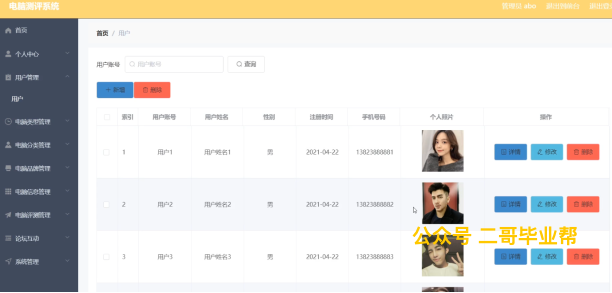 电脑测评系统
管理员 abo
退出到前台
首页
首页 / 用户
个人中心
用户管理
用户
电脑类型管理
电脑分类管理
电脑品牌管理
电脑信息管理
电脑评测管理
论坛互动
系统管理
用户账号 用户账号 查询
+ 新增 删除
索引 用户账号 用户姓名 性别 注册时间 手机号码 个人照片 操作
1 用户1 用户姓名1 男 2021-04-22 13823888881 详情 修改 删除
2 用户2 用户姓名2 男 2021-04-22 13823888882 详情 修改 删除
公众号 二哥毕业帮
3 用户3 用户姓名3 男 2021-04-22 13823888883 详情 修改 删除